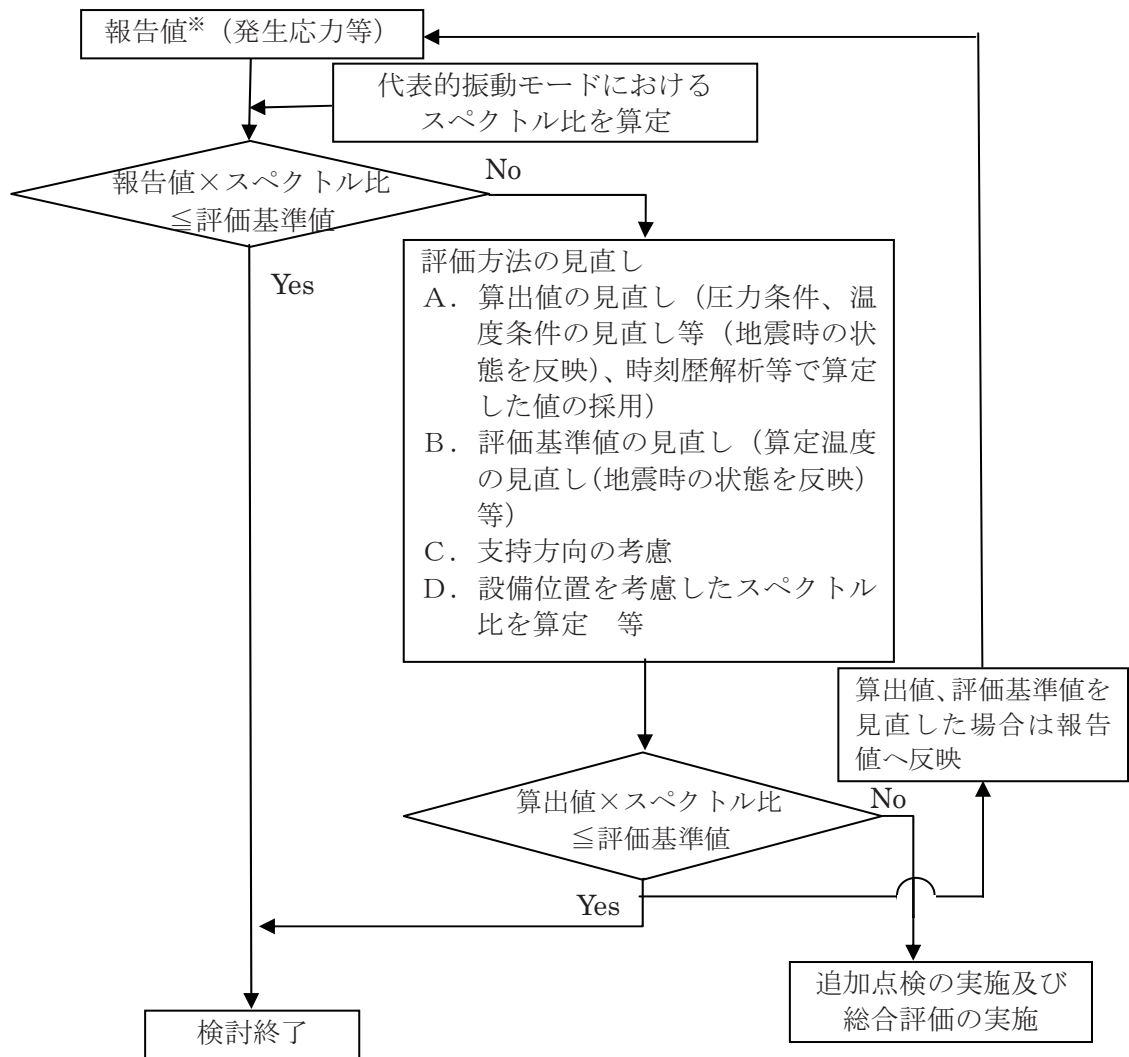 報告値※（発生応力等）
代表的振動モードにおける
スペクトル比を算定
報告値×スペクトル比
≦評価基準値
No
Yes
評価方法の見直し
Ａ．算出値の見直し（圧力条件、温
度条件の見直し等（地震時の状
態を反映）、時刻歴解析等で算定
した値の採用）
Ｂ．評価基準値の見直し（算定温度
の見直し（地震時の状態を反映）
等）
Ｃ．支持方向の考慮
Ｄ．設備位置を考慮したスペクトル
比を算定　等
算出値、評価基準値を
見直した場合は報告
値へ反映
算出値×スペクトル比
≦評価基準値
No
Yes
追加点検の実施及び
総合評価の実施
検討終了